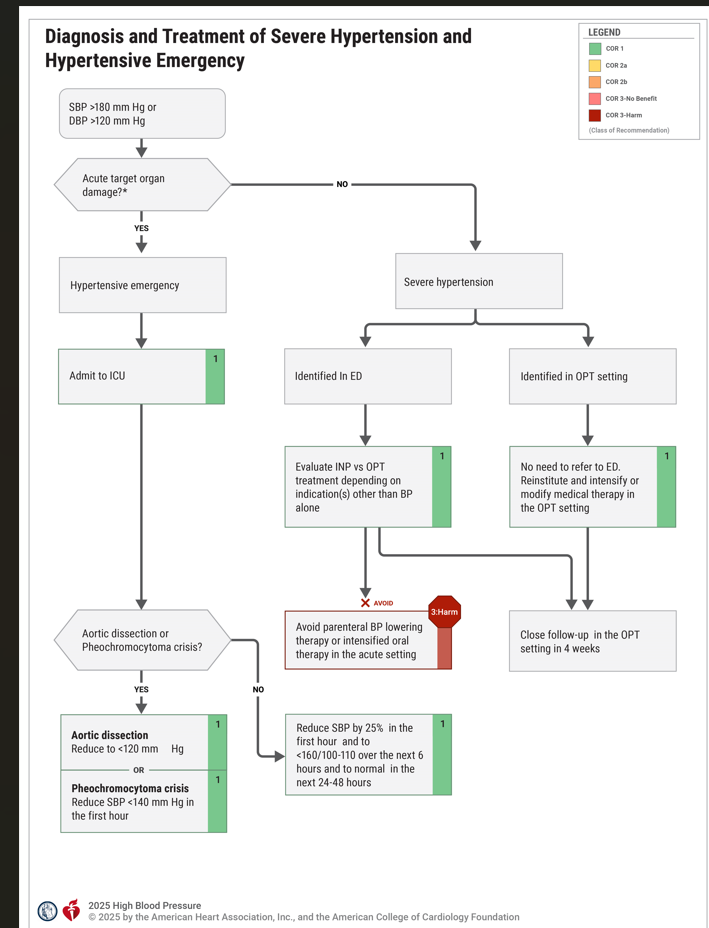 Diagnosis and Treatment of Severe Hypertension and
Hypertensive Emergency
LEGEND
COR 1
COR 2a
COR 2b
COR 3-No Benefit
COR 3-Harm
(Class of Recommendation)
SBP >180 mm Hg or
DBP >120 mm Hg
Acute target organ
damage?*
NO
YES
Hypertensive emergency
Severe hypertension
Admit to ICU
1
Identified In ED
Identified in OPT setting
Evaluate INP vs OPT
treatment depending on
indication(s) other than BP
alone
1
No need to refer to ED.
Reinstitute and intensify or
modify medical therapy in
the OPT setting
1
AVOID
3:Harm
Avoid parenteral BP lowering
therapy or intensified oral
therapy in the acute setting
Close follow-up in the OPT
setting in 4 weeks
Aortic dissection or
Pheochromocytoma crisis?
YES
NO
Aortic dissection
Reduce to <120 mm Hg
1
OR
Pheochromocytoma crisis
Reduce SBP <140 mm Hg in
the first hour
1
Reduce SBP by 25% in the
first hour and to
<160/100-110 over the next 6
hours and to normal in the
next 24-48 hours
1
2025 High Blood Pressure
© 2025 by the American Heart Association, Inc., and the American College of Cardiology Foundation